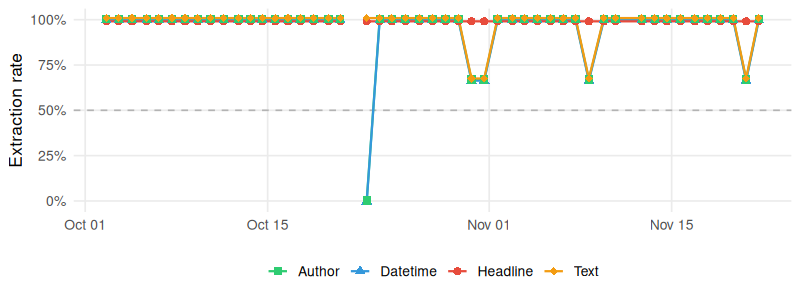 Extraction rate
100%
75%
50%
25%
0%
Oct 01 Oct 15 Nov 01 Nov 15
Author Datetime Headline Text